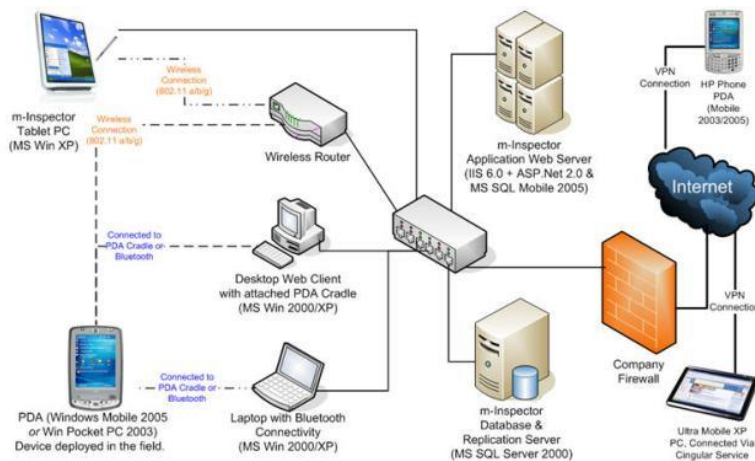 m-Inspector
Tablet PC
(MS Win XP)
Wireless
Connection
(802.11 a/b/g)
Wireless
Connection
(802.11 a/b/g)
Wireless Router
m-Inspector
Application Web Server
(IIS 6.0 + ASP.Net 2.0 &
MS SQL Mobile 2005)
VPN
Connection
HP Phone
PDA
(Mobile
2003/2005)
Internet
Connected to
PDA Cradle or
Bluetooth
Desktop Web Client
with attached PDA Cradle
(MS Win 2000/XP)
VPN
Connection
Company
Firewall
Connected to
PDA Cradle or
Bluetooth
PDA (Windows Mobile 2005
or Win Pocket PC 2003)
Device deployed in the field.
Laptop with Bluetooth
Connectivity
(MS Win 2000/XP)
m-Inspector
Database &
Replication Server
(MS SQL Server 2000)
Ultra Mobile XP
PC, Connected Via
Cingular Service